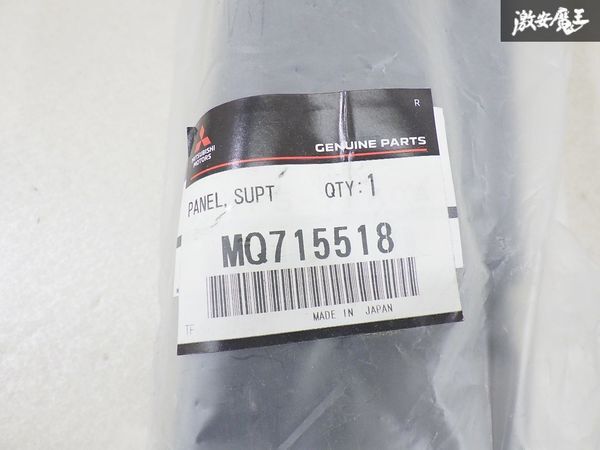 激安魔王
R
MITSUBISHI
MOTORS
GENUINE PARTS
PANEL, SUPT QTY:1
MQ715518
MADE IN JAPAN
TF